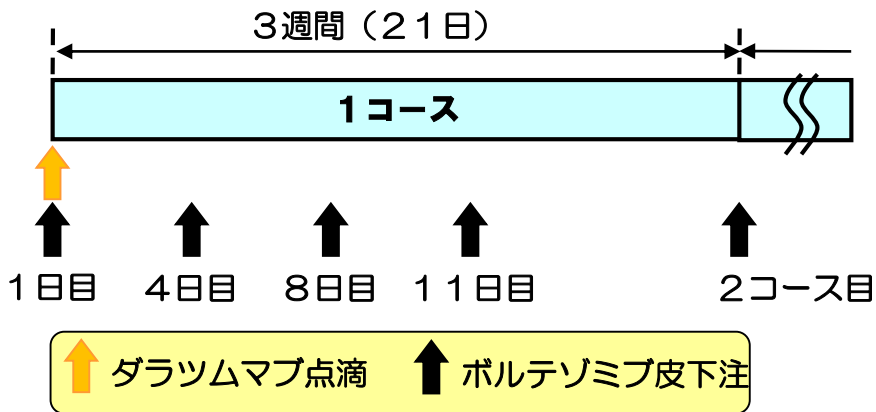 ３週間（２１日）
１コース
１日目 ４日目 ８日目 １１日目 ２コース目
ダラツムマブ点滴 ボルテゾミブ皮下注